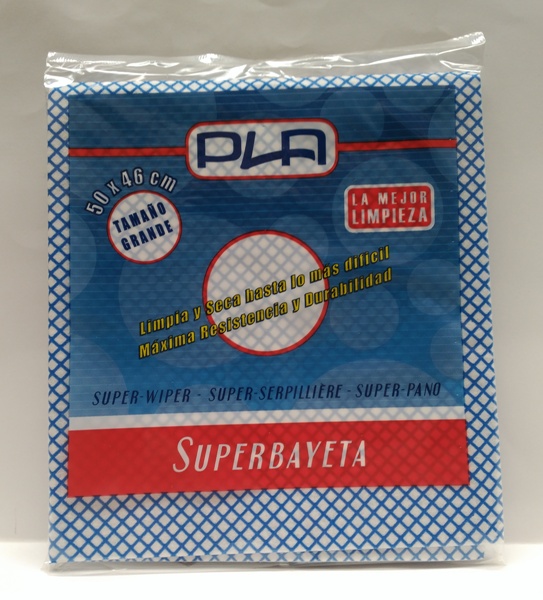 PLA
50 x 46 cm
TAMAÑO
GRANDE
LA MEJOR
LIMPIEZA
Limpia y Seca hasta lo mas dificil
Maxima Resistencia y Durabilidad
SUPER-WIPER - SUPER-SERPILLIÈRE - SUPER-PANO
SUPERBAYETA